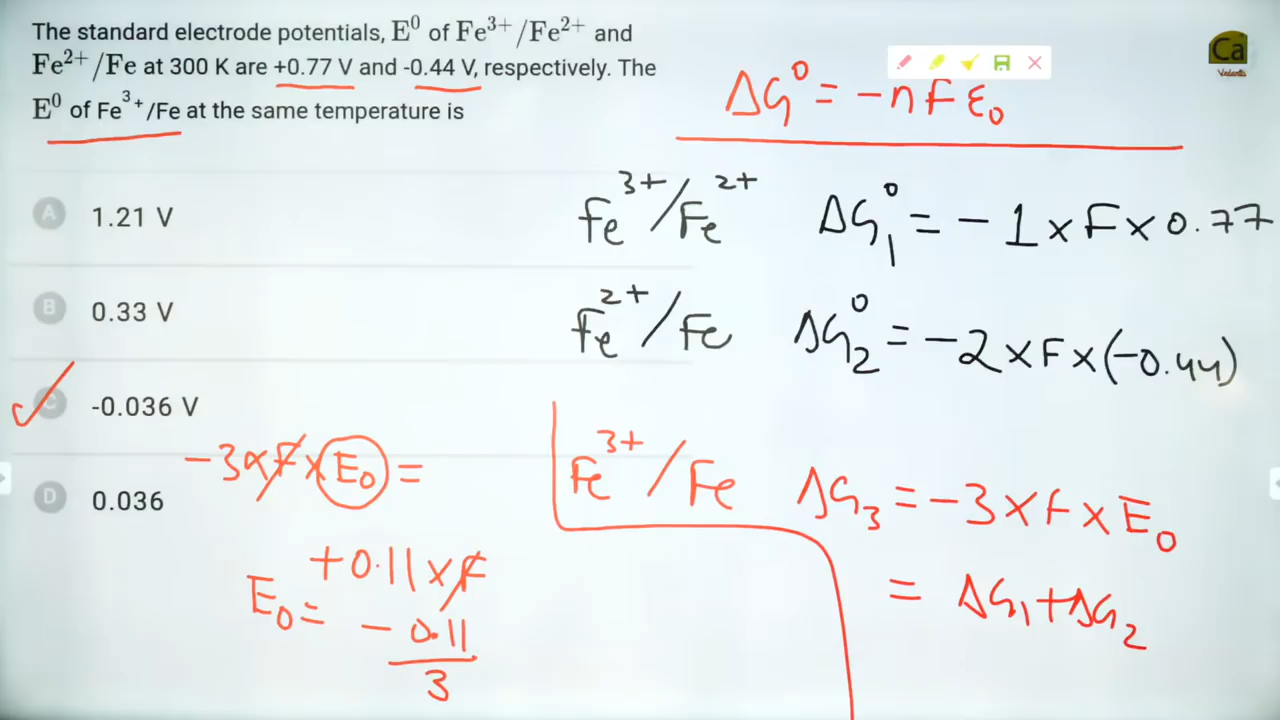 The standard electrode potentials, E⁰ of Fe³⁺/Fe²⁺ and
Fe²⁺/Fe at 300 K are +0.77 V and -0.44 V, respectively. The
E⁰ of Fe³⁺/Fe at the same temperature is
A 1.21 V
B 0.33 V
C -0.036 V
D 0.036
Ca
Vedantu
ΔG⁰ = -nFE₀
Fe³⁺/Fe²⁺ ΔG₁⁰ = -1×F×0.77
Fe²⁺/Fe ΔG₂⁰ = -2×F×(-0.44)
Fe³⁺/Fe ΔG₃ = -3×F×E₀
= ΔG₁+ΔG₂
-3×F×E₀ =
+0.11×F
E₀ = -0.11/3